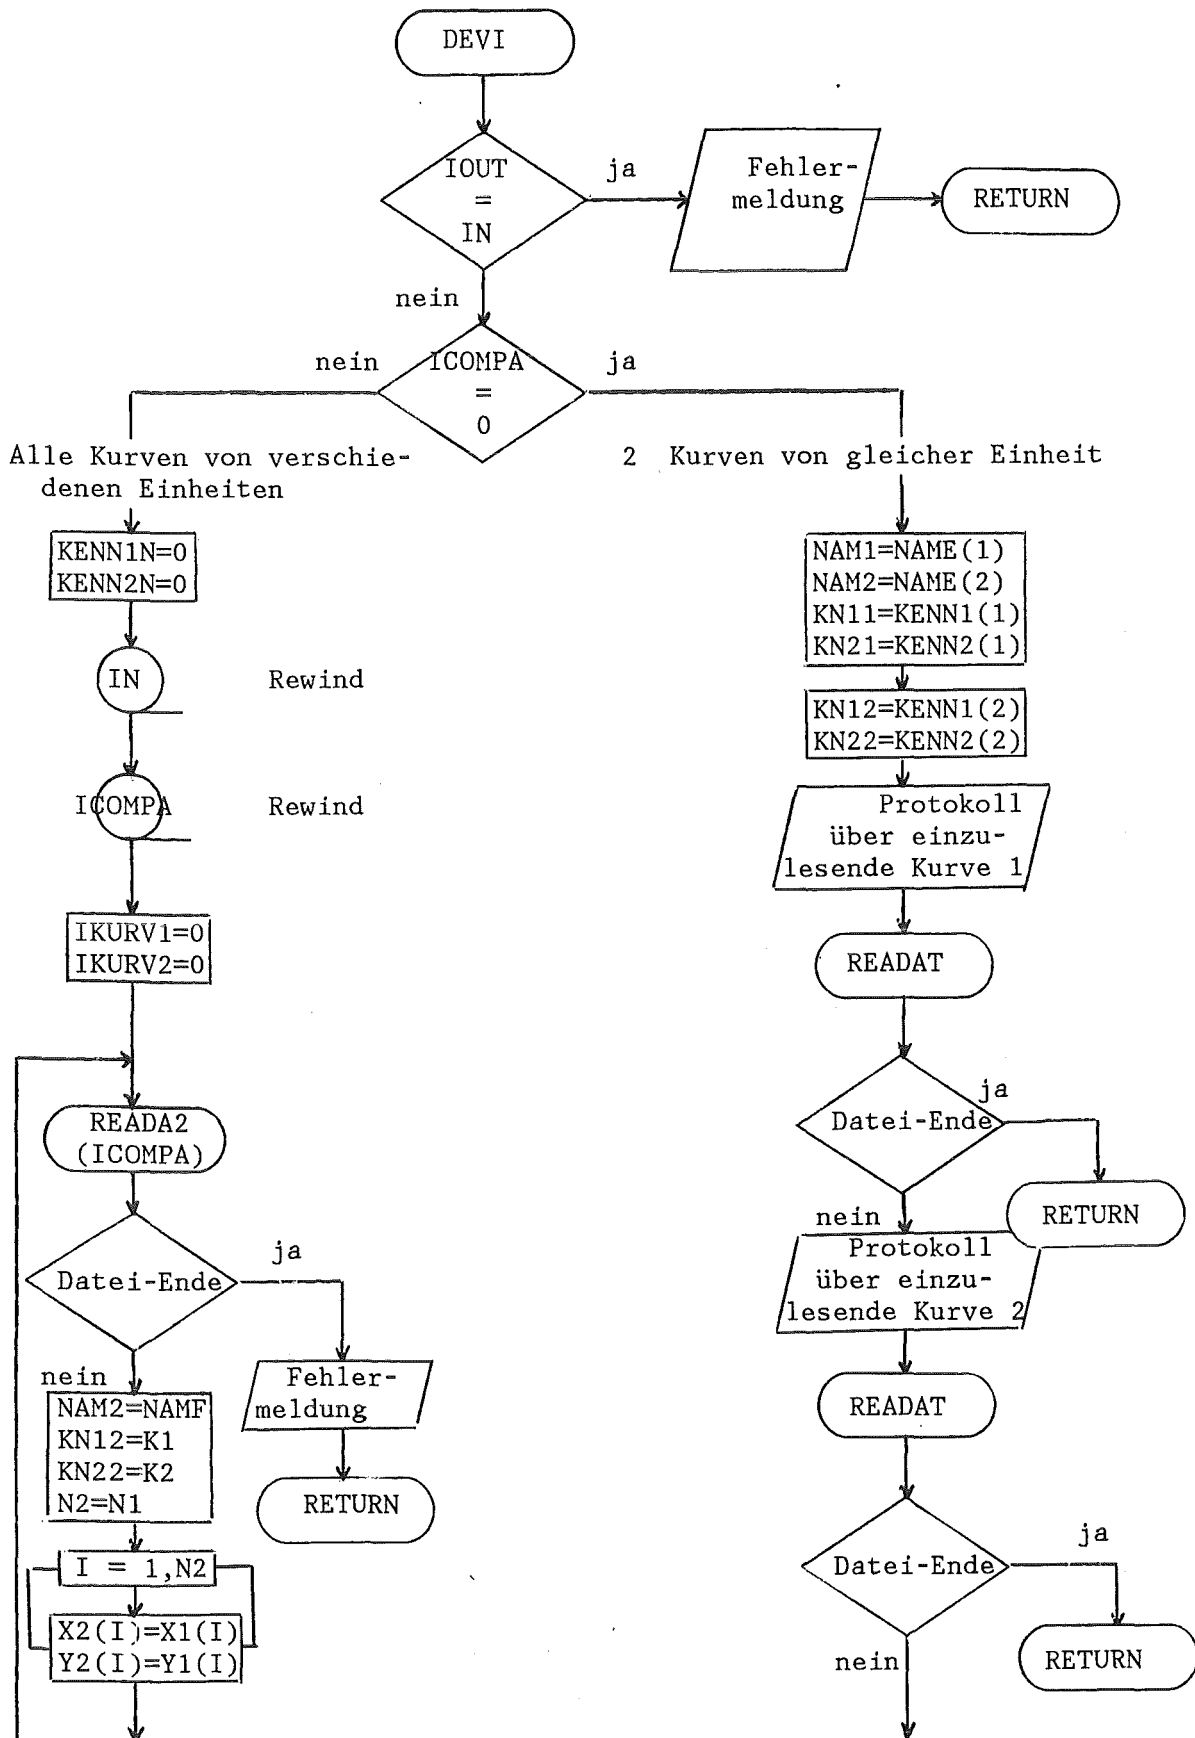 DEVI
IOUT
=
IN
ja
Fehler-
meldung
RETURN
nein
ICOMPA
=
0
nein
ja
Alle Kurven von verschie-
denen Einheiten
KENN1N=0
KENN2N=0
IN
Rewind
ICOMPA
Rewind
IKURV1=0
IKURV2=0
READA2
(ICOMPA)
Datei-Ende
ja
Fehler-
meldung
RETURN
nein
NAM2=NAMF
KN12=K1
KN22=K2
N2=N1
I = 1,N2
X2(I)=X1(I)
Y2(I)=Y1(I)
2 Kurven von gleicher Einheit
NAM1=NAME(1)
NAM2=NAME(2)
KN11=KENN1(1)
KN21=KENN2(1)
KN12=KENN1(2)
KN22=KENN2(2)
Protokoll
über einzu-
lesende Kurve 1
READAT
Datei-Ende
ja
RETURN
nein
Protokoll
über einzu-
lesende Kurve 2
READAT
Datei-Ende
ja
RETURN
nein